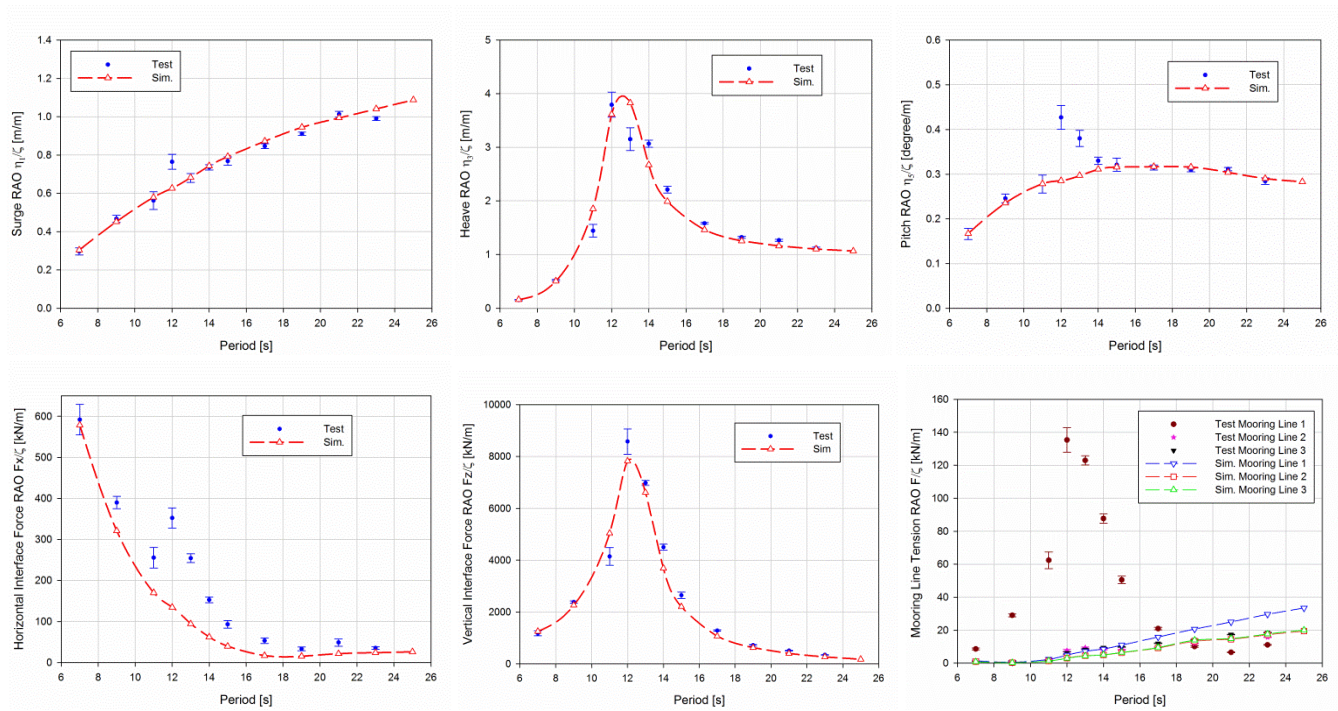 Surge RAO η₁/ζ [m/m]
1.4
1.2
1.0
0.8
0.6
0.4
0.2
0.0
Test
Sim.
6 8 10 12 14 16 18 20 22 24 26
Period [s]
Heave RAO η₃/ζ [m/m]
5
4
3
2
1
0
Test
Sim.
6 8 10 12 14 16 18 20 22 24 26
Period [s]
Pitch RAO η₅/ζ [degree/m]
0.6
0.5
0.4
0.3
0.2
0.1
0.0
Test
Sim.
6 8 10 12 14 16 18 20 22 24 26
Period [s]
Horizontal Interface Force RAO Fx/ζ [kN/m]
600
500
400
300
200
100
0
Test
Sim.
6 8 10 12 14 16 18 20 22 24 26
Period [s]
Vertical Interface Force RAO Fz/ζ [kN/m]
10000
8000
6000
4000
2000
0
Test
Sim
6 8 10 12 14 16 18 20 22 24 26
Period [s]
Mooring Line Tension RAO F/ζ [kN/m]
160
140
120
100
80
60
40
20
0
Test Mooring Line 1
Test Mooring Line 2
Test Mooring Line 3
Sim. Mooring Line 1
Sim. Mooring Line 2
Sim. Mooring Line 3
6 8 10 12 14 16 18 20 22 24 26
Period [s]